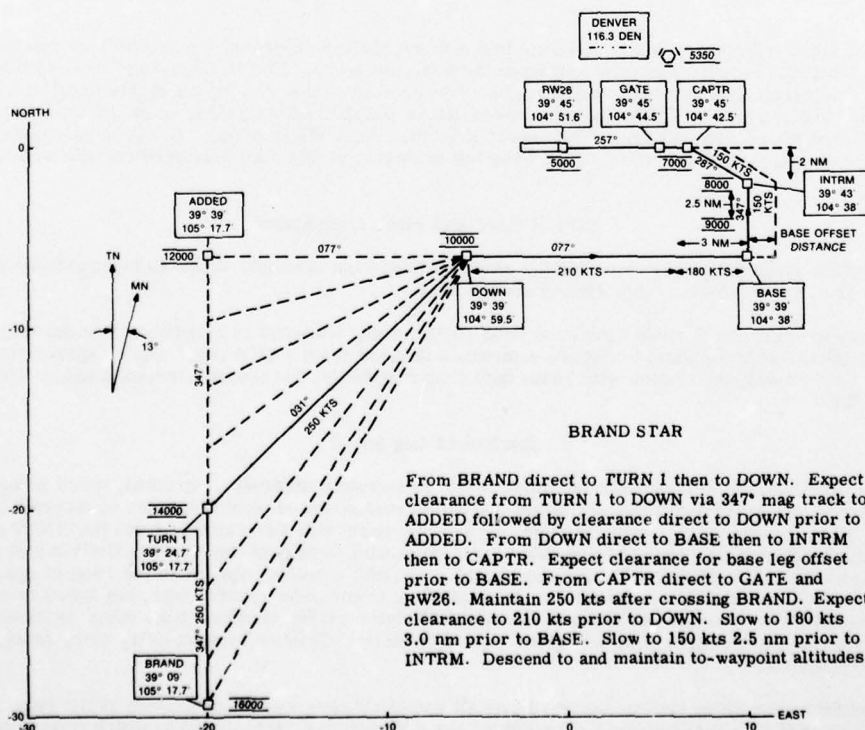 DENVER
116.3 DEN
5350
RW26
39° 45'
104° 51.6'
GATE
39° 45'
104° 44.5'
CAPTR
39° 45'
104° 42.5'
NORTH
0
257°
5000
7000
287°
150 KTS
2 NM
INTRM
39° 43'
104° 38'
8000
2.5 NM
9000
347°
150 KTS
BASE OFFSET
DISTANCE
3 NM
ADDED
39° 39'
105° 17.7'
12000
077°
10000
077°
210 KTS
180 KTS
DOWN
39° 39'
104° 59.5'
BASE
39° 39'
104° 38'
TN
MN
13°
-10
347°
031°
250 KTS
14000
-20
TURN 1
39° 24.7'
105° 17.7'
347° 250 KTS
BRAND
39° 09'
105° 17.7'
16000
BRAND STAR
From BRAND direct to TURN 1 then to DOWN. Expect
clearance from TURN 1 to DOWN via 347° mag track to
ADDED followed by clearance direct to DOWN prior to
ADDED. From DOWN direct to BASE then to INTRM
then to CAPTR. Expect clearance for base leg offset
prior to BASE. From CAPTR direct to GATE and
RW26. Maintain 250 kts after crossing BRAND. Expect
clearance to 210 kts prior to DOWN. Slow to 180 kts
3.0 nm prior to BASE. Slow to 150 kts 2.5 nm prior to
INTRM. Descend to and maintain to-waypoint altitudes.
-30
-30
-20
-10
0
10
EAST